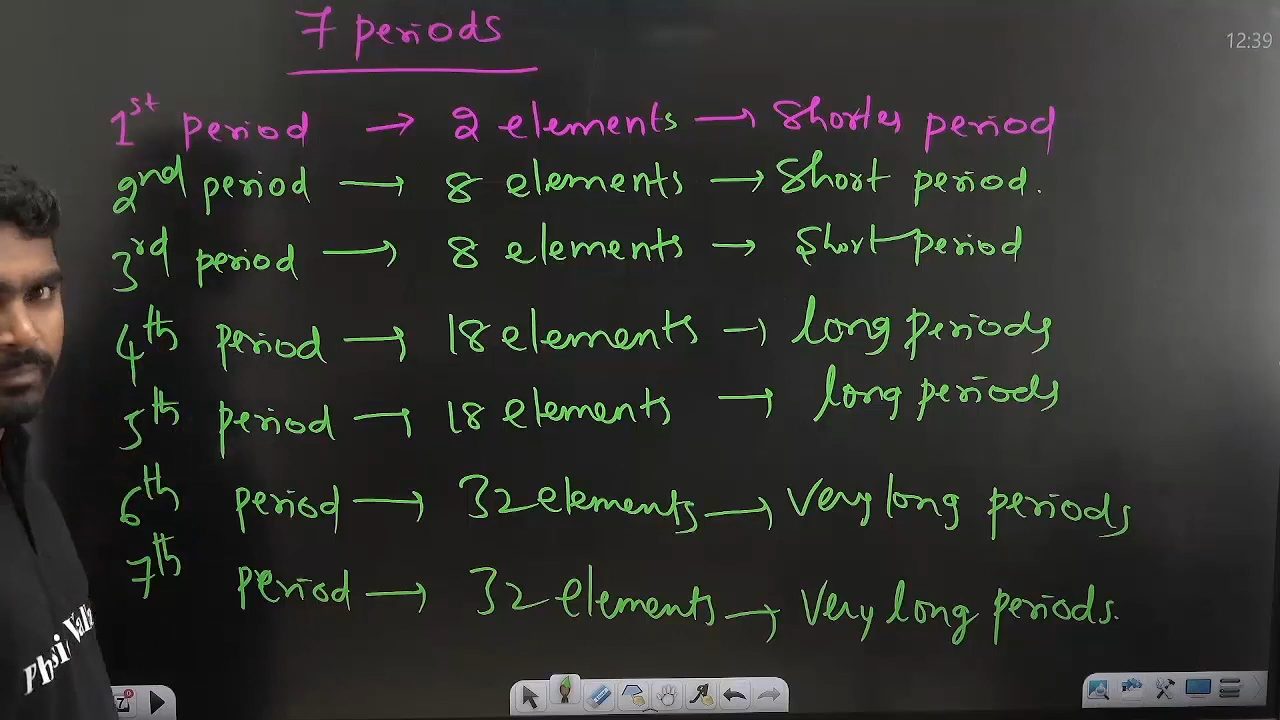 7 periods
12:39
1st period → 2 elements → Shorter period
2nd period → 8 elements → Short period.
3rd period → 8 elements → Short period
4th period → 18 elements → long periods
5th period → 18 elements → long periods
6th period → 32 elements → Very long periods
7th period → 32 elements → Very long periods.